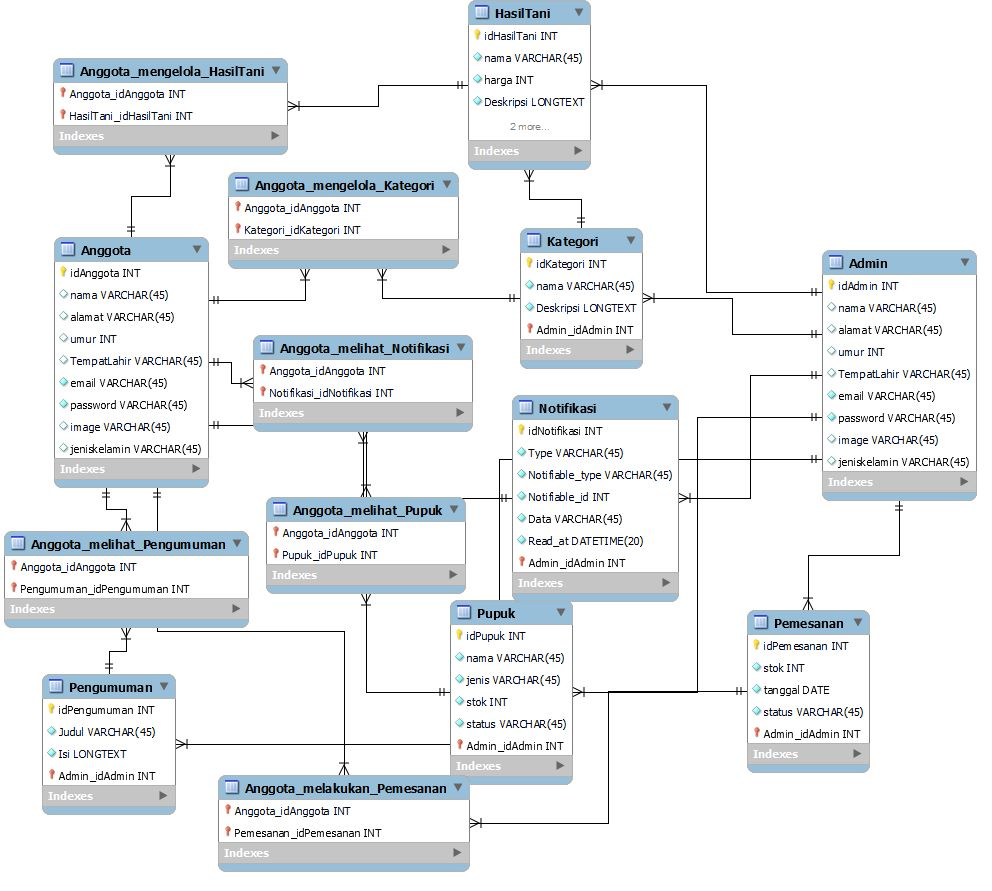 HasilTani
idHasilTani INT
nama VARCHAR(45)
harga INT
Deskripsi LONGTEXT
2 more...
Indexes
Anggota_mengelola_HasilTani
Anggota_idAnggota INT
HasilTani_idHasilTani INT
Indexes
Anggota_mengelola_Kategori
Anggota_idAnggota INT
Kategori_idKategori INT
Indexes
Anggota
idAnggota INT
nama VARCHAR(45)
alamat VARCHAR(45)
umur INT
TempatLahir VARCHAR(45)
email VARCHAR(45)
password VARCHAR(45)
image VARCHAR(45)
jeniskelamin VARCHAR(45)
Indexes
Kategori
idKategori INT
nama VARCHAR(45)
Deskripsi LONGTEXT
Admin_idAdmin INT
Indexes
Admin
idAdmin INT
nama VARCHAR(45)
alamat VARCHAR(45)
umur INT
TempatLahir VARCHAR(45)
email VARCHAR(45)
password VARCHAR(45)
image VARCHAR(45)
jeniskelamin VARCHAR(45)
Indexes
Anggota_melihat_Notifikasi
Anggota_idAnggota INT
Notifikasi_idNotifikasi INT
Indexes
Notifikasi
idNotifikasi INT
Type VARCHAR(45)
Notifiable_type VARCHAR(45)
Notifiable_id INT
Data VARCHAR(45)
Read_at DATETIME(20)
Admin_idAdmin INT
Indexes
Anggota_melihat_Pupuk
Anggota_idAnggota INT
Pupuk_idPupuk INT
Indexes
Anggota_melihat_Pengumuman
Anggota_idAnggota INT
Pengumuman_idPengumuman INT
Indexes
Pupuk
idPupuk INT
nama VARCHAR(45)
jenis VARCHAR(45)
stok INT
status VARCHAR(45)
Admin_idAdmin INT
Indexes
Pemesanan
idPemesanan INT
stok INT
tanggal DATE
status VARCHAR(45)
Admin_idAdmin INT
Indexes
Pengumuman
idPengumuman INT
Judul VARCHAR(45)
Isi LONGTEXT
Admin_idAdmin INT
Indexes
Anggota_melakukan_Pemesanan
Anggota_idAnggota INT
Pemesanan_idPemesanan INT
Indexes